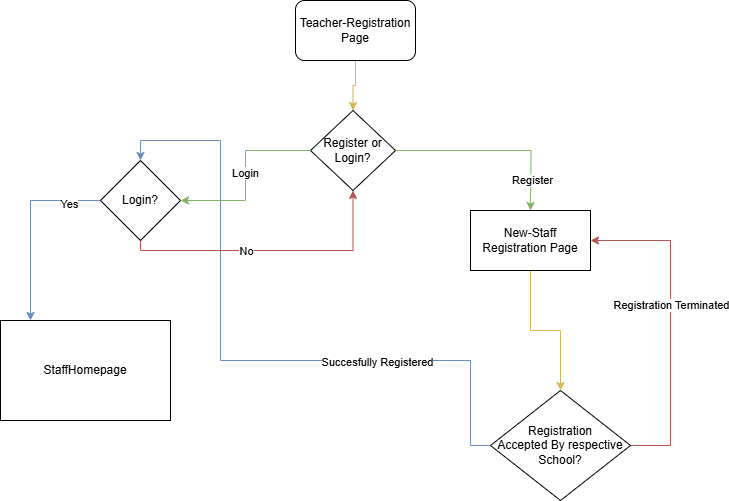 Teacher-Registration
Page
Register or
Login?
Login
Login?
Register
Yes
No
New-Staff
Registration Page
Registration Terminated
StaffHomepage
Succesfully Registered
Registration
Accepted By respective
School?